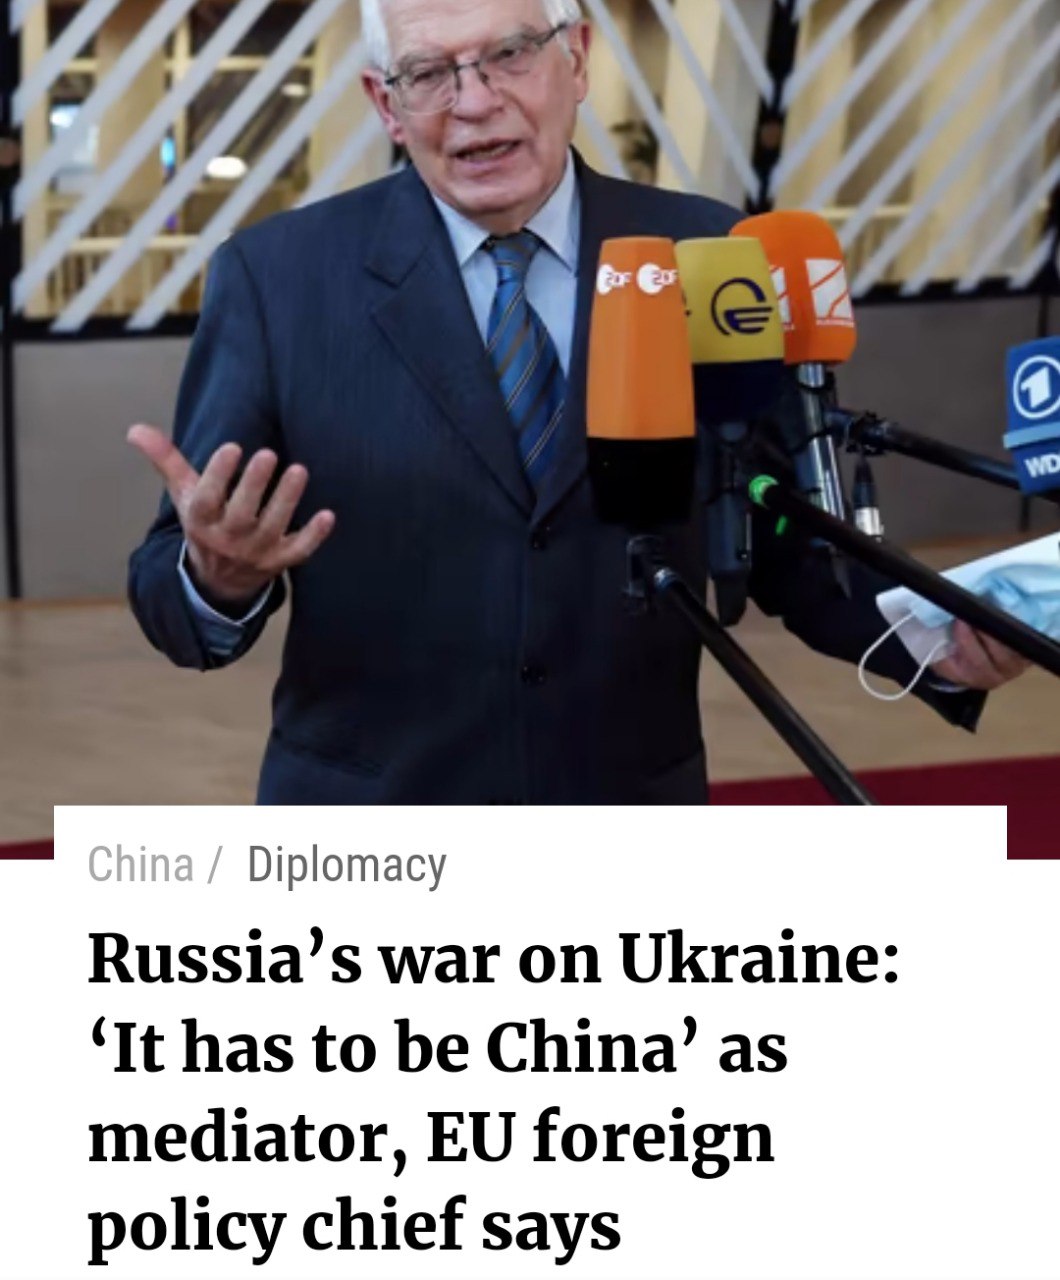 ZDF ZDF
1
WD
China / Diplomacy
Russia’s war on Ukraine:
‘It has to be China’ as
mediator, EU foreign
policy chief says